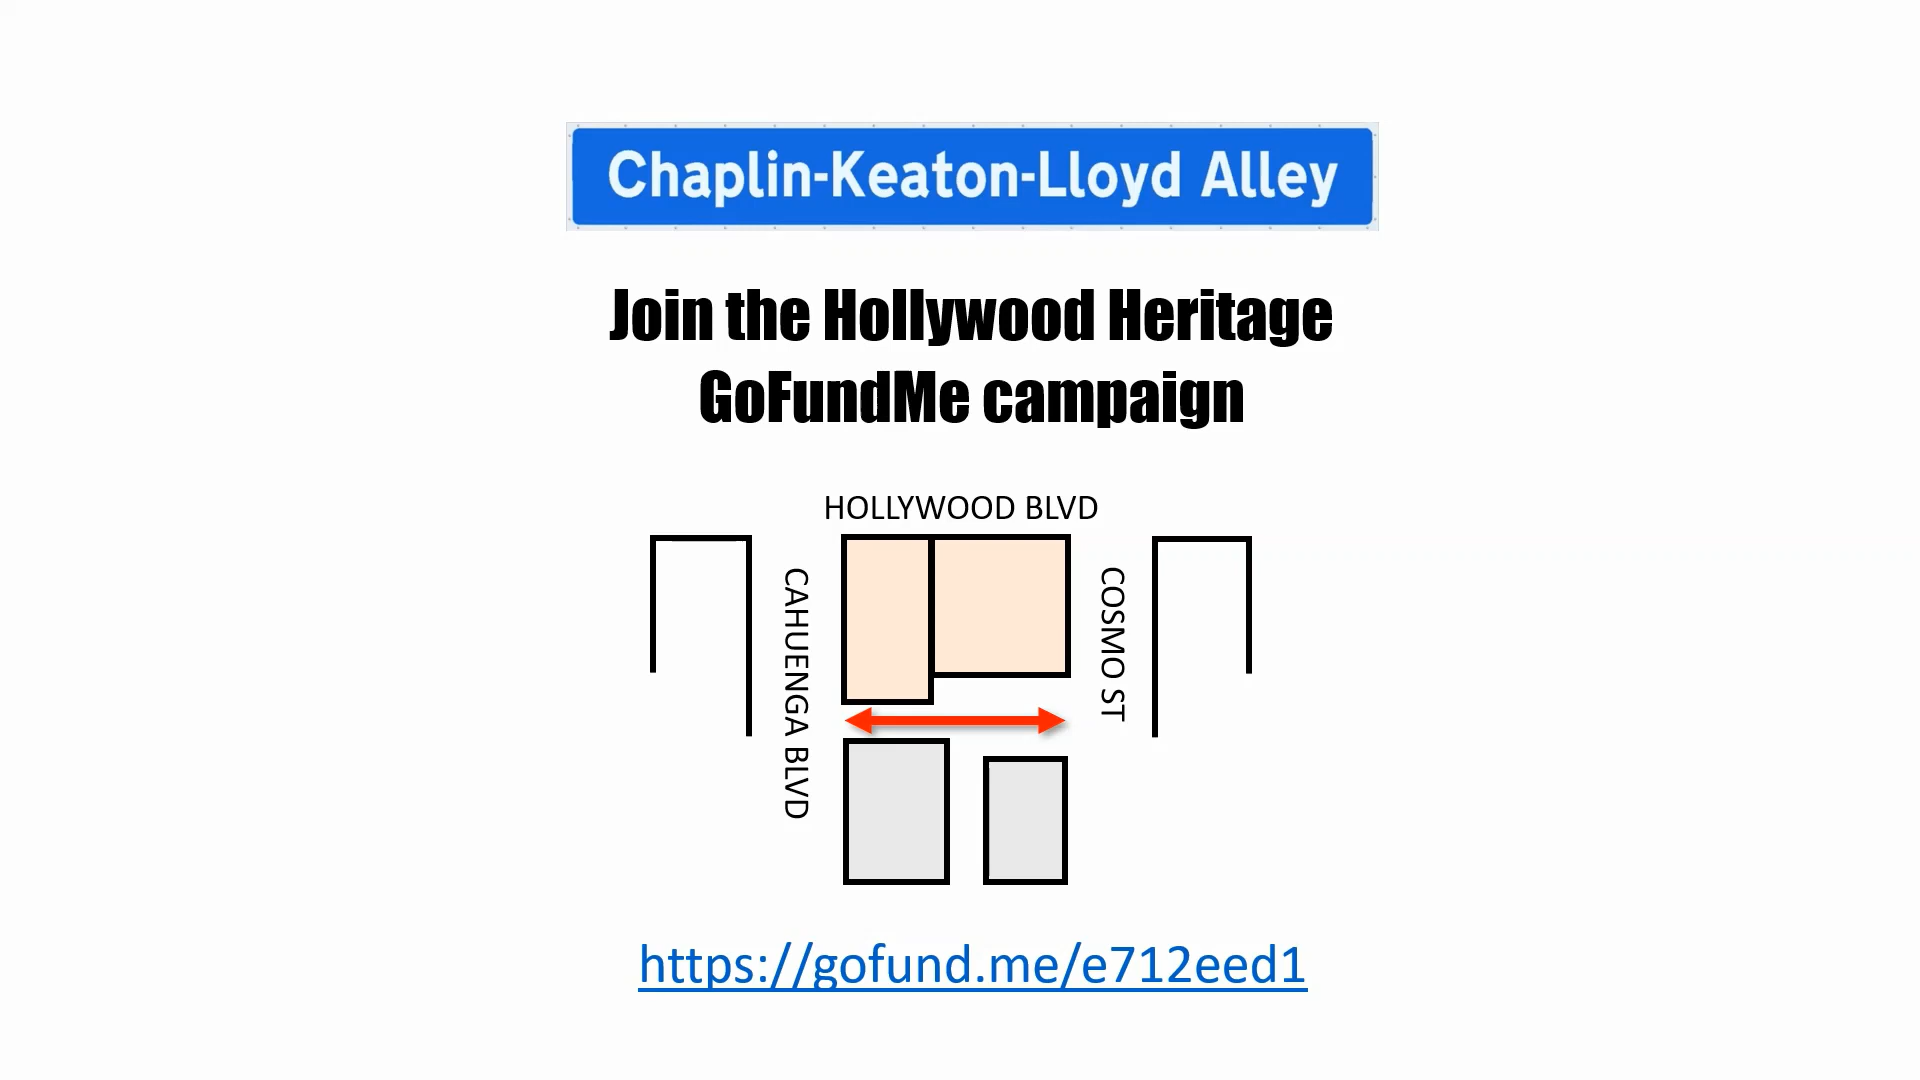 Chaplin-Keaton-Lloyd Alley
Join the Hollywood Heritage
GoFundMe campaign
HOLLYWOOD BLVD
CAHUENGA BLVD
COSMO ST
https://gofund.me/e712eed1